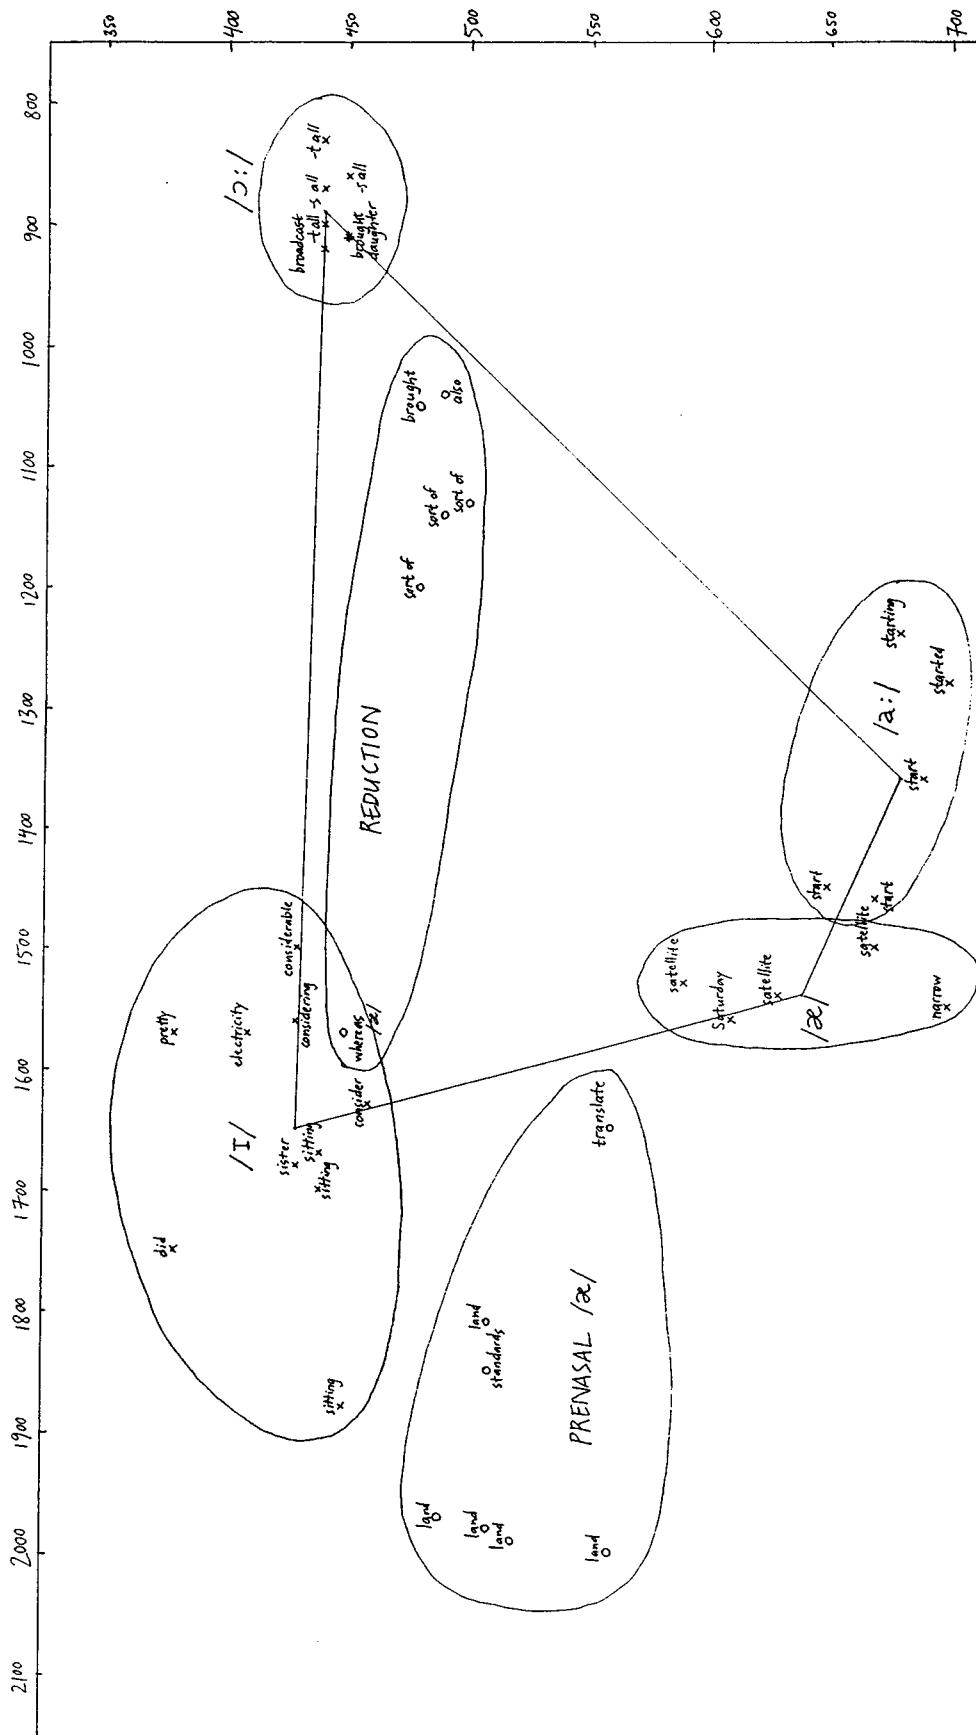 2100 2000 1900 1800 1700 1600 1500 1400 1300 1200 1100 1000 900 800
350
did
pretty
/I/
electricity
/ɔ:/
400
sister
sitting
sitting
sitting
considering
considerable
consider
whereas
/æ/
broadcast
-tall
-sall
-tall
brought
daughter
-sall
450
REDUCTION
sort of
brought
sort of
also
sort of
land
land
land
land
standards
500
PRENASAL /æ/
land
translate
550
satellite
Saturday
satellite
600
/æ/
start
satellite
start
/a:/
650
start
starting
started
narrow
700